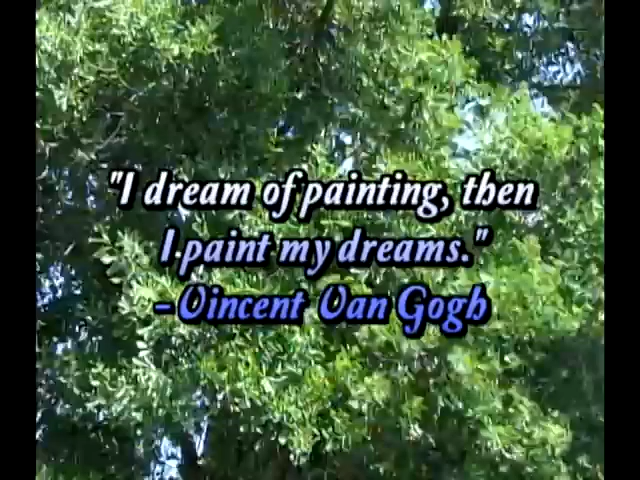 "I dream of painting, then
I paint my dreams."
- Vincent Van Gogh